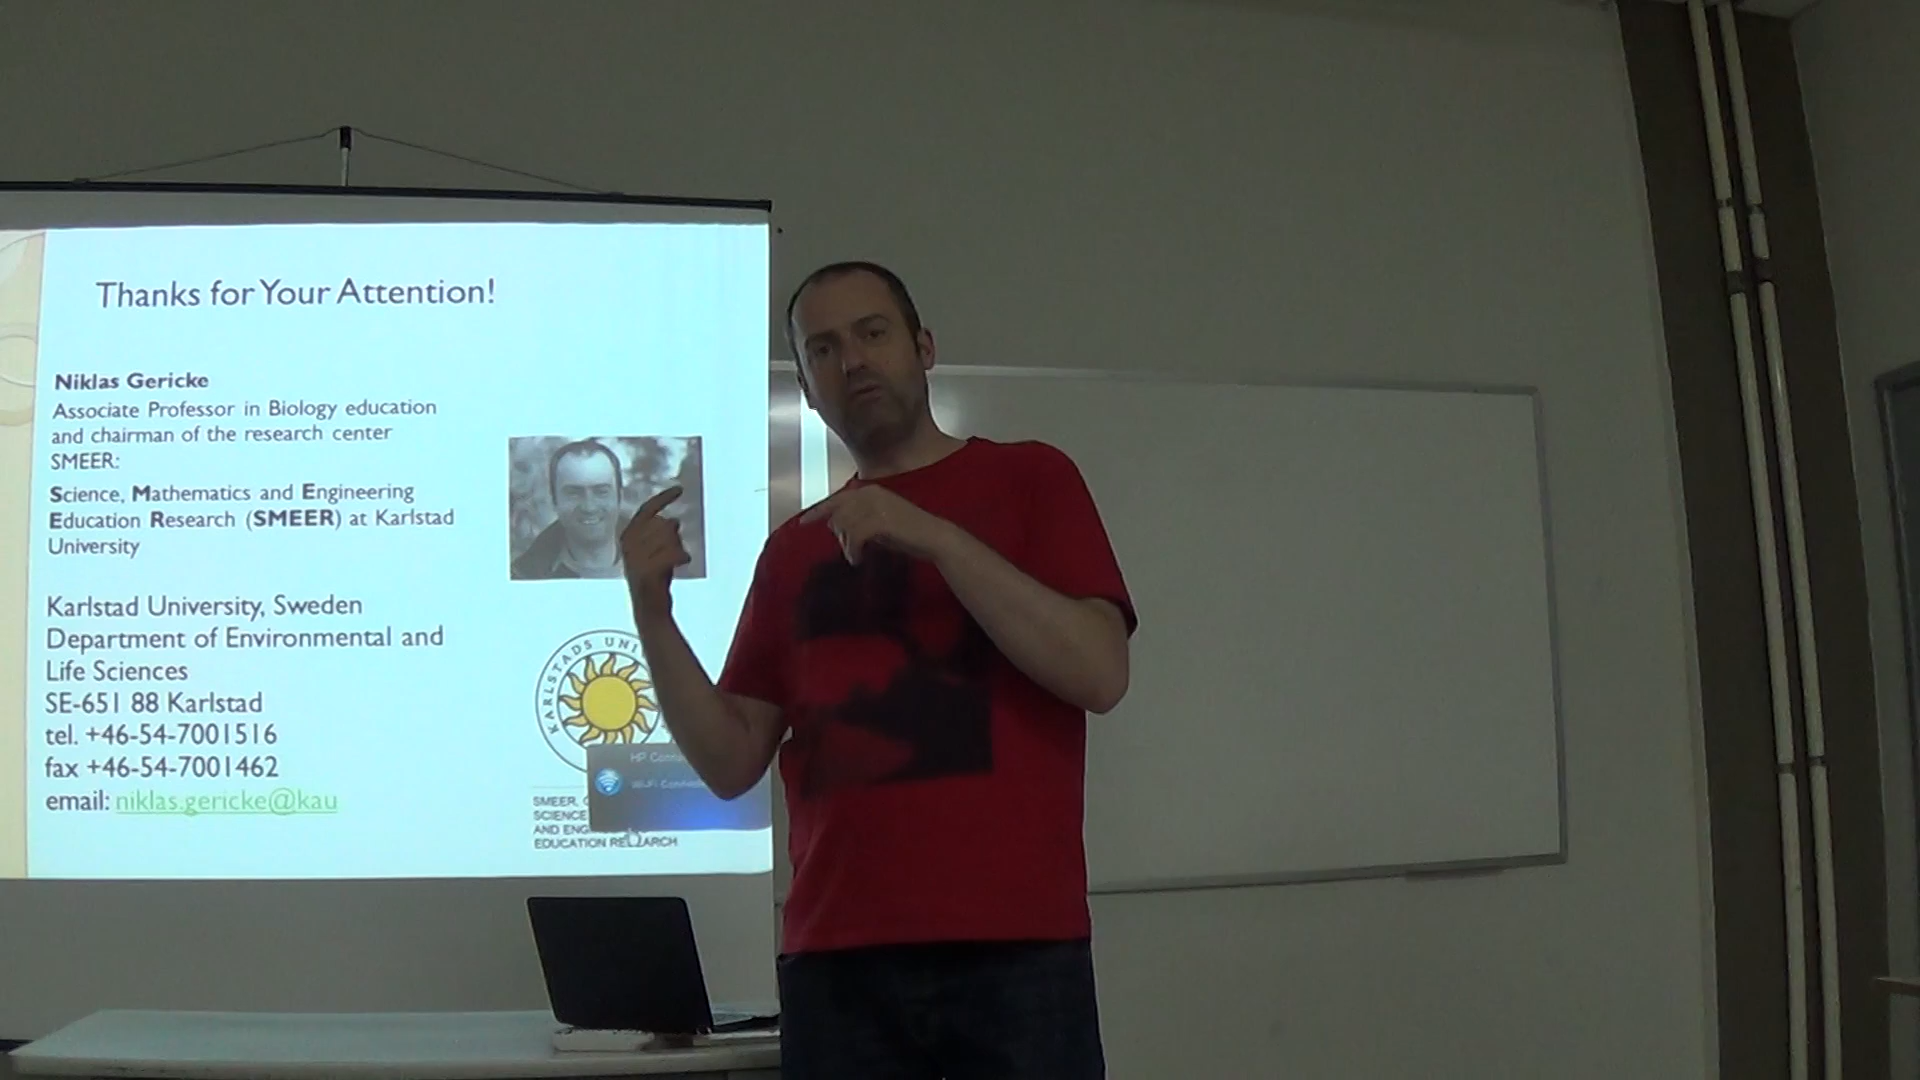 Thanks for Your Attention!
Niklas Gericke
Associate Professor in Biology education
and chairman of the research center
SMEER:
Science, Mathematics and Engineering
Education Research (SMEER) at Karlstad
University
Karlstad University, Sweden
Department of Environmental and
Life Sciences
SE-651 88 Karlstad
tel. +46-54-7001516
fax +46-54-7001462
email: niklas.gericke@kau
KARLSTADS
HP
Wi-Fi
SMEER,
SCIENCE
AND
EDUCATION